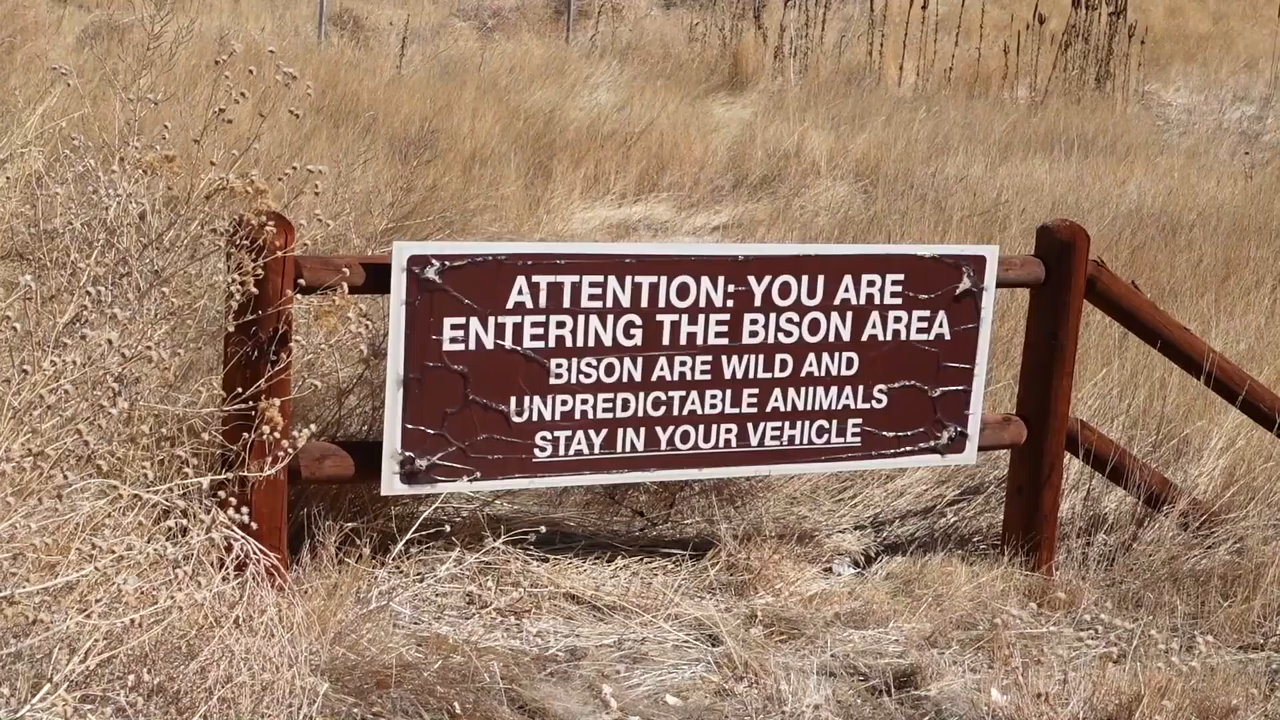 ATTENTION: YOU ARE
ENTERING THE BISON AREA
BISON ARE WILD AND
UNPREDICTABLE ANIMALS
STAY IN YOUR VEHICLE